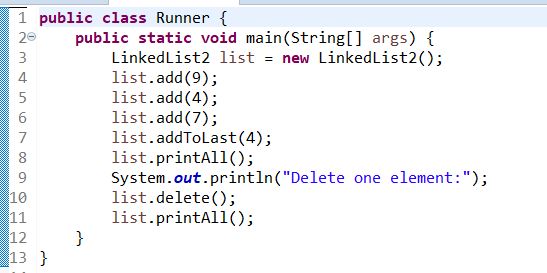 1 public class Runner {
2 public static void main(String[] args) {
3 LinkedList2 list = new LinkedList2();
4 list.add(9);
5 list.add(4);
6 list.add(7);
7 list.addToLast(4);
8 list.printAll();
9 System.out.println("Delete one element:");
10 list.delete();
11 list.printAll();
12 }
13 }